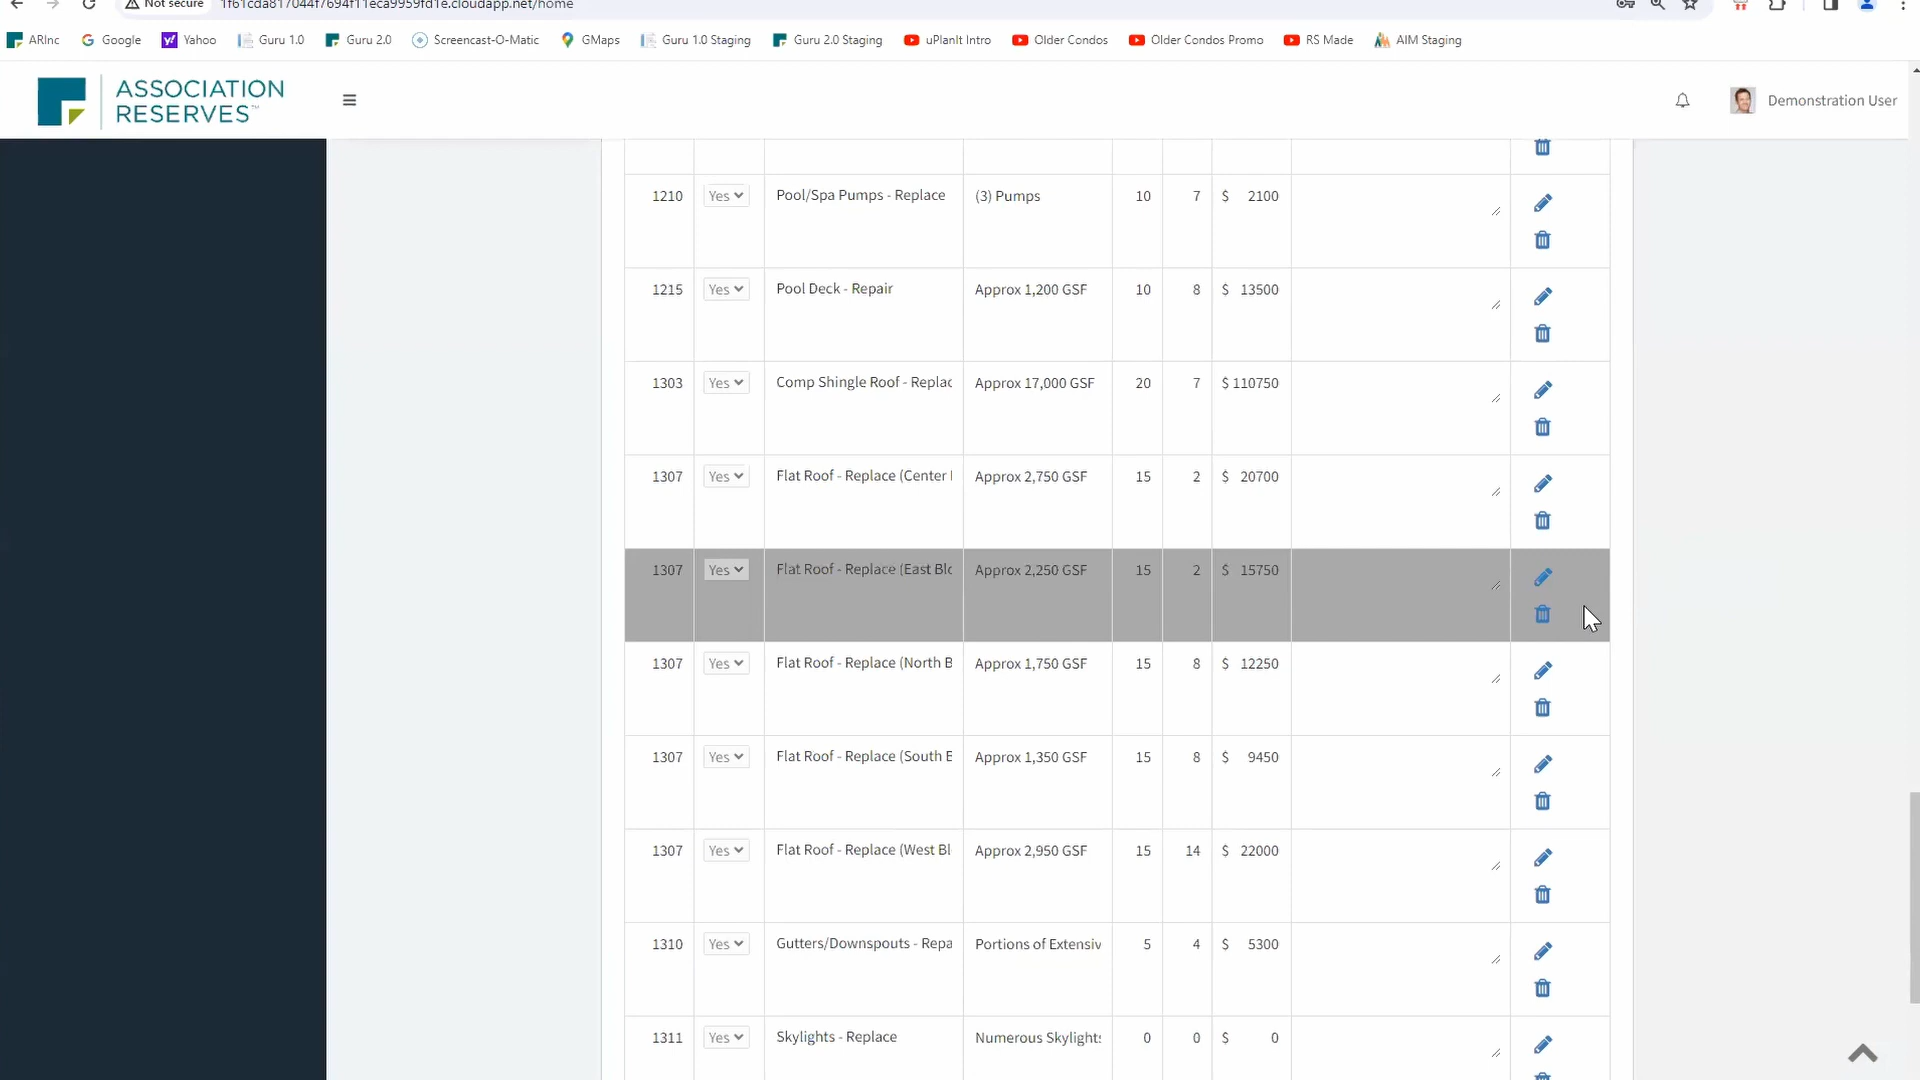 Not secure 1f61cda817044f7694f11eca9959fd1e.cloudapp.net/home
ARInc Google Yahoo Guru 1.0 Guru 2.0 Screencast-O-Matic GMaps Guru 1.0 Staging Guru 2.0 Staging uPlanIt Intro Older Condos Older Condos Promo RS Made AIM Staging
ASSOCIATION
RESERVES™
Demonstration User
1210 Yes Pool/Spa Pumps - Replace (3) Pumps 10 7 $ 2100
1215 Yes Pool Deck - Repair Approx 1,200 GSF 10 8 $ 13500
1303 Yes Comp Shingle Roof - Replac Approx 17,000 GSF 20 7 $ 110750
1307 Yes Flat Roof - Replace (Center Approx 2,750 GSF 15 2 $ 20700
1307 Yes Flat Roof - Replace (East Blo Approx 2,250 GSF 15 2 $ 15750
1307 Yes Flat Roof - Replace (North B Approx 1,750 GSF 15 8 $ 12250
1307 Yes Flat Roof - Replace (South B Approx 1,350 GSF 15 8 $ 9450
1307 Yes Flat Roof - Replace (West Bl Approx 2,950 GSF 15 14 $ 22000
1310 Yes Gutters/Downspouts - Repa Portions of Extensiv 5 4 $ 5300
1311 Yes Skylights - Replace Numerous Skylights 0 0 $ 0